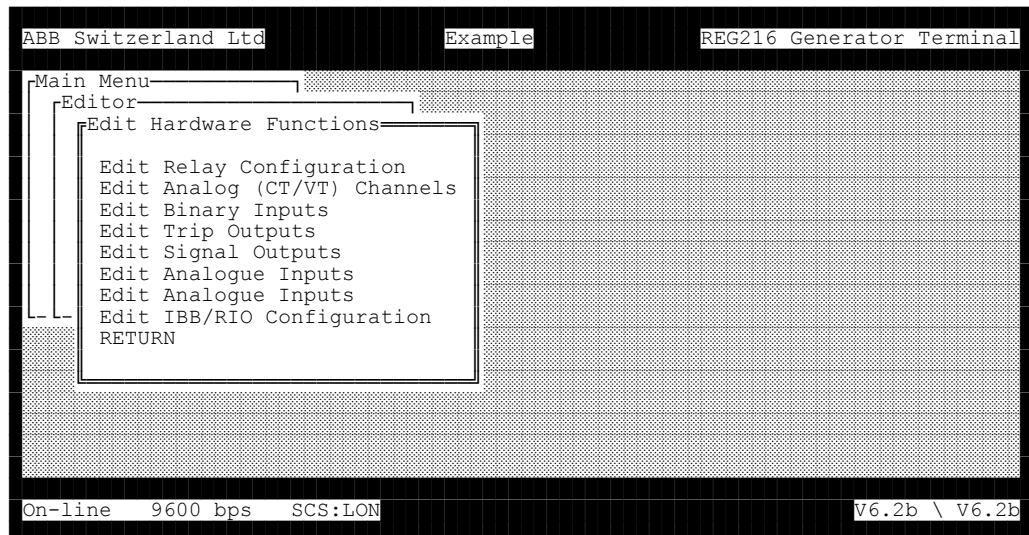 ABB Switzerland Ltd Example REG216 Generator Terminal
Main Menu
Editor
Edit Hardware Functions
Edit Relay Configuration
Edit Analog (CT/VT) Channels
Edit Binary Inputs
Edit Trip Outputs
Edit Signal Outputs
Edit Analogue Inputs
Edit Analogue Inputs
Edit IBB/RIO Configuration
RETURN
On-line 9600 bps SCS:LON V6.2b \ V6.2b